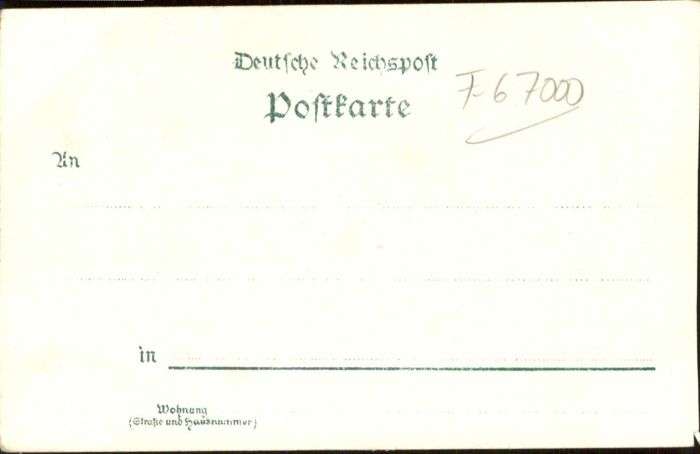 Deutsche Reichspost
Postkarte
F-67000
An
in
Wohnung
(Straße und Hausnummer)